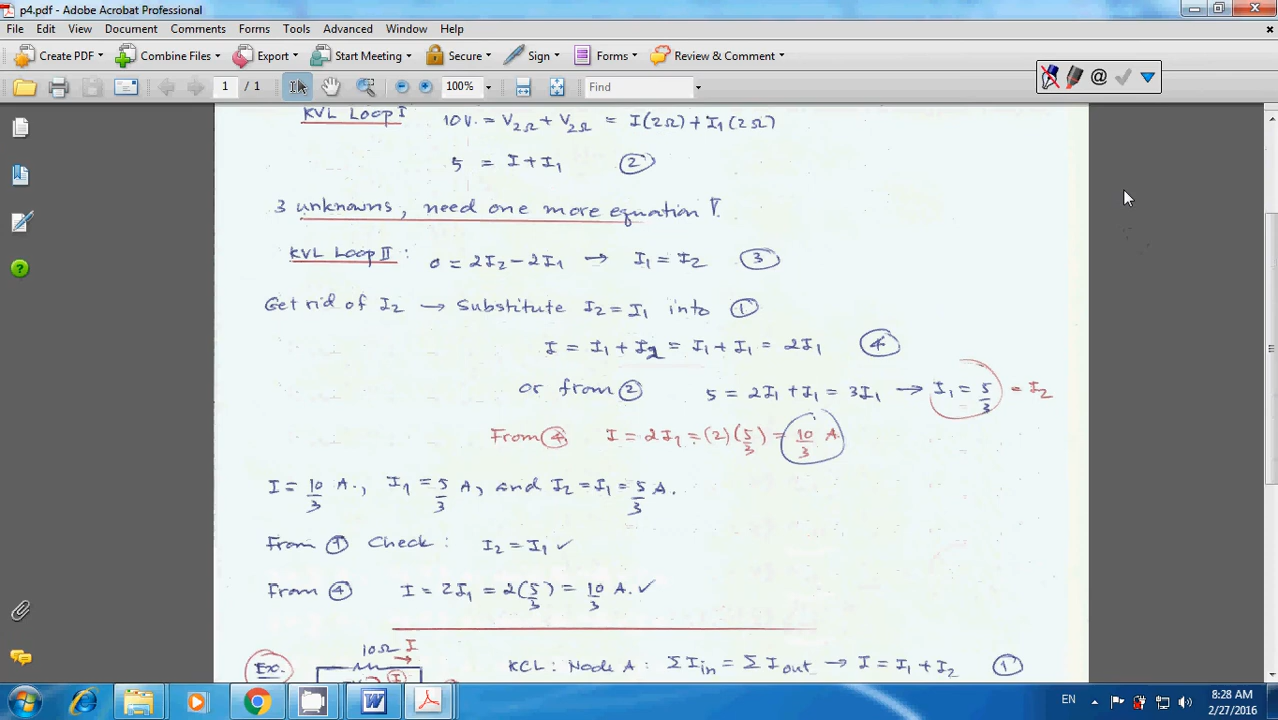 p4.pdf - Adobe Acrobat Professional
File Edit View Document Comments Forms Tools Advanced Window Help
Create PDF Combine Files Export Start Meeting Secure Sign Forms Review & Comment
1 / 1 100% Find
KVL Loop I 10V. = V2Ω + V2Ω = I(2Ω) + I1(2Ω)
5 = I + I1 ②
3 unknowns, need one more equation !
KVL Loop II : 0 = 2I2 - 2I1 → I1 = I2 ③
Get rid of I2 → Substitute I2 = I1 into ①
I = I1 + I2 = I1 + I1 = 2I1 ④
or from ② 5 = 2I1 + I1 = 3I1 → I1 = 5/3 = I2
From ④ I = 2I1 = (2)(5/3) = 10/3 A.
I = 10/3 A., I1 = 5/3 A, and I2 = I1 = 5/3 A.
From ① Check : I2 = I1 ✓
From ④ I = 2I1 = 2(5/3) = 10/3 A. ✓
10Ω I
Ex. KCL : Node A : ΣIin = ΣIout → I = I1 + I2 ①
EN 8:28 AM
2/27/2016